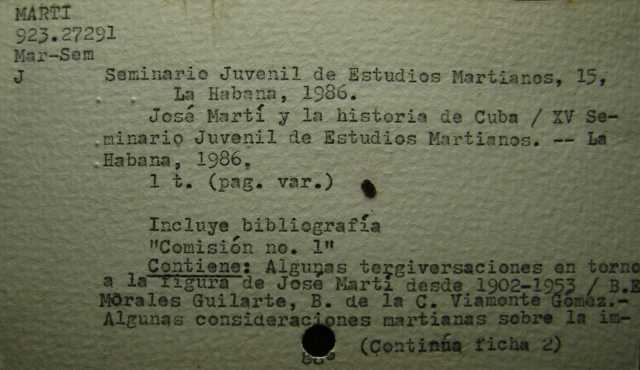 MARTI
923.27291
Mar-Sem
J Seminario Juvenil de Estudios Martianos, 15,
La Habana, 1986.
José Martí y la historia de Cuba / XV Se-
minario Juvenil de Estudios Martianos. -- La
Habana, 1986.
1 t. (pag. var.)
Incluye bibliografía
"Comisión no. 1"
Contiene: Algunas tergiversaciones en torno
a la figura de José Martí desde 1902-1953 / B.E
Morales Guilarte, B. de la C. Viamonte Gómez.-
Algunas consideraciones martianas sobre la im-
(Continúa ficha 2)